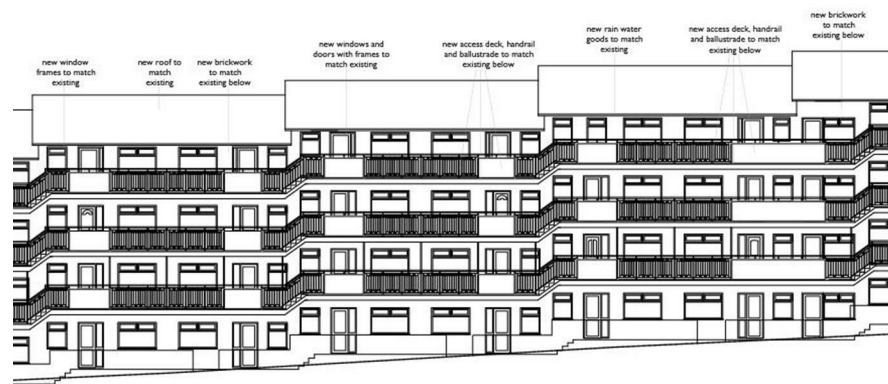 new window
frames to match
existing
new roof to
match
existing
new brickwork
to match
existing below
new windows and
doors with frames to
match existing
new access deck, handrail
and ballustrade to match
existing below
new rain water
goods to match
existing
new access deck, handrail
and ballustrade to match
existing below
new brickwork
to match
existing below